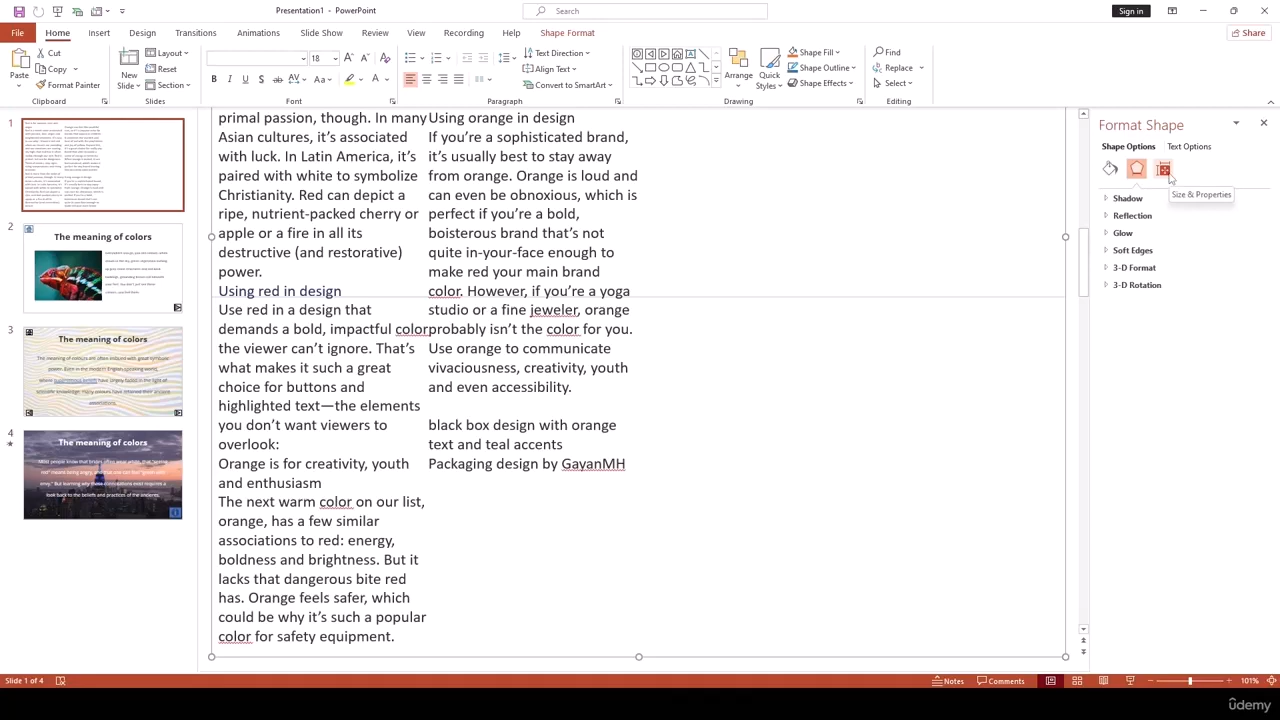 Presentation1 - PowerPoint
Search
Sign in
File
Home
Insert
Design
Transitions
Animations
Slide Show
Review
View
Recording
Help
Shape Format
Share
Paste
Cut
Copy
Format Painter
Clipboard
New
Slide
Layout
Reset
Section
Slides
18
Font
Text Direction
Align Text
Convert to SmartArt
Paragraph
Arrange
Quick
Styles
Shape Fill
Shape Outline
Shape Effects
Drawing
Find
Replace
Select
Editing
1
2
The meaning of colors
3
The meaning of colors
4
The meaning of colors
primal passion, though. In many
paired with white to symbolize
ripe, nutrient-packed cherry or
apple or a fire in all its
destructive (and restorative)
power.
Using red in design
Use red in a design that
demands a bold, impactful color
the viewer can't ignore. That's
what makes it such a great
choice for buttons and
highlighted text—the elements
you don't want viewers to
overlook:
Orange is for creativity, youth
and enthusiasm
The next warm color on our list,
orange, has a few similar
associations to red: energy,
boldness and brightness. But it
lacks that dangerous bite red
has. Orange feels safer, which
could be why it's such a popular
color for safety equipment.
Using orange in design
If you're a sophisticated brand,
it's usually best to stay away
from orange. Orange is loud and
can even be obnoxious, which is
perfect if you're a bold,
boisterous brand that's not
quite in-your-face enough to
make red your main brand
color. However, if you're a yoga
studio or a fine jeweler, orange
probably isn't the color for you.
Use orange to communicate
vivaciousness, creativity, youth
and even accessibility.
black box design with orange
text and teal accents
Packaging design by GayanMH
Format Shape
Shape Options
Text Options
Size & Properties
Shadow
Reflection
Glow
Soft Edges
3-D Format
3-D Rotation
Slide 1 of 4
Notes
Comments
101%
ûdemy